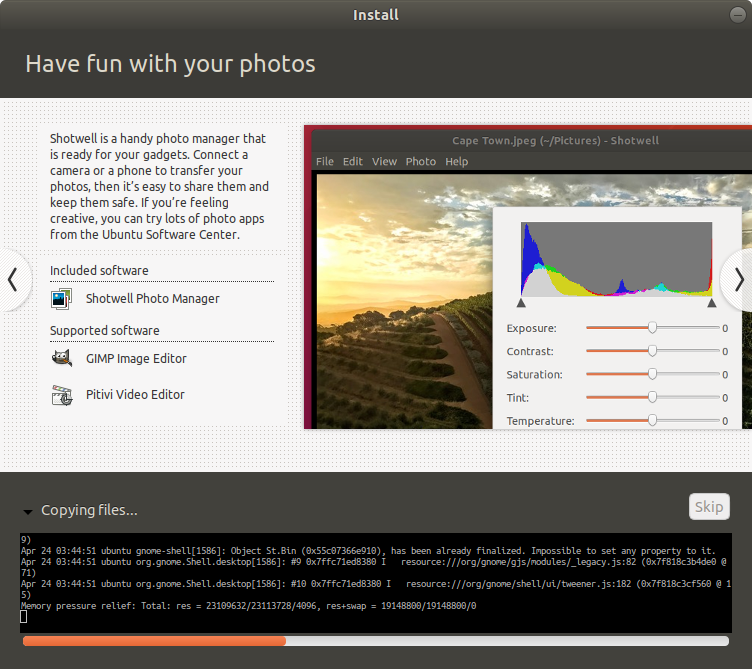 Install
Have fun with your photos
Shotwell is a handy photo manager that
is ready for your gadgets. Connect a
camera or a phone to transfer your
photos, then it’s easy to share them and
keep them safe. If you’re feeling
creative, you can try lots of photo apps
from the Ubuntu Software Center.
Included software
Shotwell Photo Manager
Supported software
GIMP Image Editor
Pitivi Video Editor
Cape Town.jpeg (~/Pictures) - Shotwell
File Edit View Photo Help
Exposure: 0
Contrast: 0
Saturation: 0
Tint: 0
Temperature: 0
Copying files...
Skip
9)
Apr 24 03:44:51 ubuntu gnome-shell[1586]: Object St.Bin (0x55c07366e910), has been already finalized. Impossible to set any property to it.
Apr 24 03:44:51 ubuntu org.gnome.Shell.desktop[1586]: #9 0x7ffc71ed8380 I   resource:///org/gnome/gjs/modules/_legacy.js:82 (0x7f818c3b4de0 @
71)
Apr 24 03:44:51 ubuntu org.gnome.Shell.desktop[1586]: #10 0x7ffc71ed8380 I   resource:///org/gnome/shell/ui/tweener.js:182 (0x7f818c3cf560 @ 1
5)
Memory pressure relief: Total: res = 23109632/23113728/4096, res+swap = 19148800/19148800/0